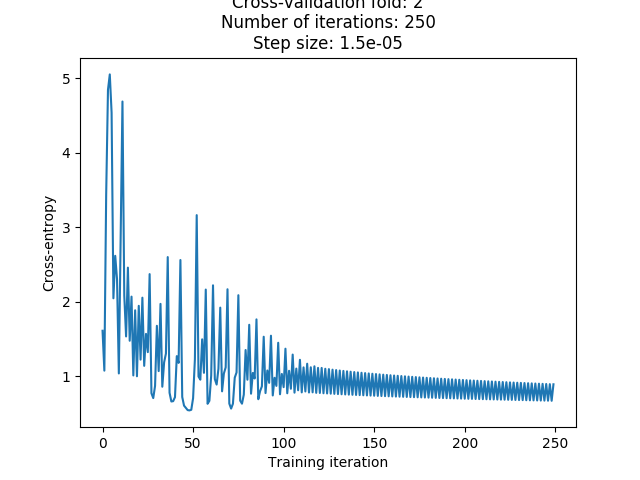 Cross-validation fold: 2
Number of iterations: 250
Step size: 1.5e-05
5
4
3
2
1
Cross-entropy
0 50 100 150 200 250
Training iteration